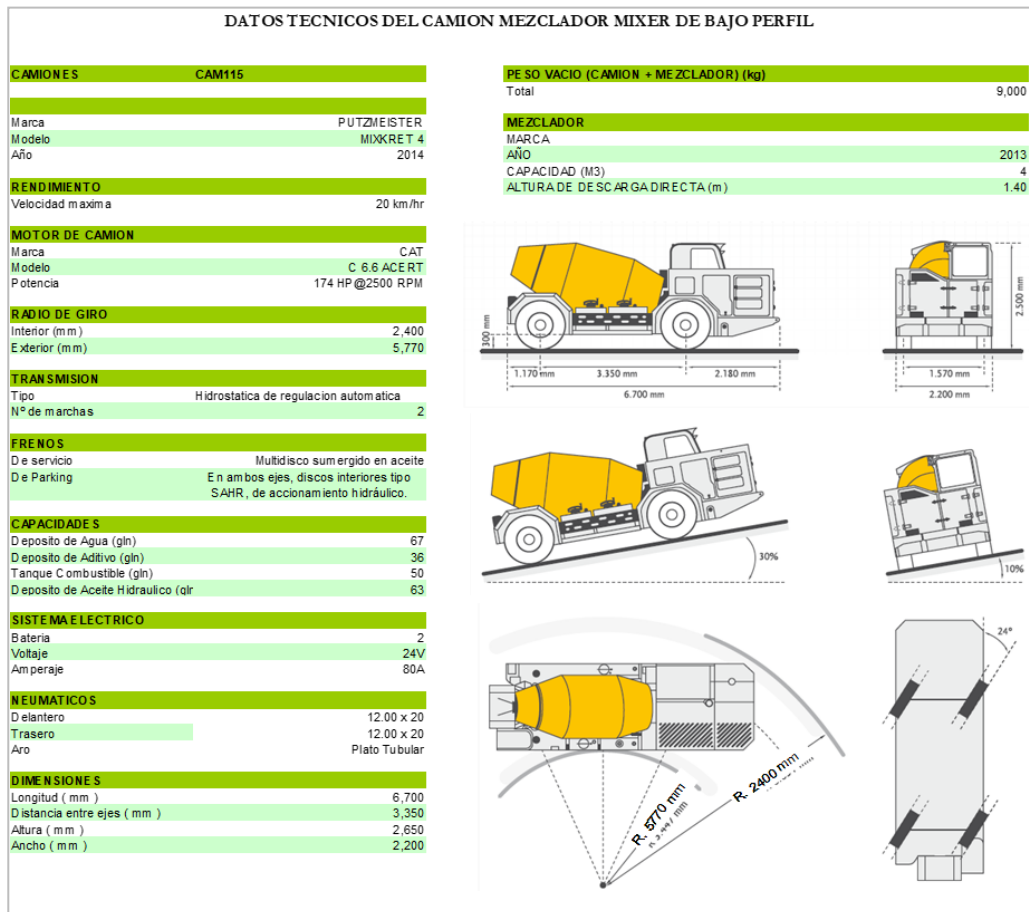 DATOS TECNICOS DEL CAMION MEZCLADOR MIXER DE BAJO PERFIL
CAMIONES CAM115
Marca PUTZMEISTER
Modelo MIXKRET 4
Año 2014
RENDIMIENTO
Velocidad maxima 20 km/hr
MOTOR DE CAMION
Marca CAT
Modelo C 6.6 ACERT
Potencia 174 HP@2500 RPM
RADIO DE GIRO
Interior (mm) 2,400
Exterior (mm) 5,770
TRANSMISION
Tipo Hidrostatica de regulacion automatica
Nº de marchas 2
FRENOS
De servicio Multidisco sumergido en aceite
De Parking En ambos ejes, discos interiores tipo
SAHR, de accionamiento hidráulico.
CAPACIDADES
Deposito de Agua (gln) 67
Deposito de Aditivo (gln) 36
Tanque Combustible (gln) 50
Deposito de Aceite Hidraulico (glr 63
SISTEMA ELECTRICO
Bateria 2
Voltaje 24V
Amperaje 80A
NEUMATICOS
Delantero 12.00 x 20
Trasero 12.00 x 20
Aro Plato Tubular
DIMENSIONES
Longitud ( mm ) 6,700
Distancia entre ejes ( mm ) 3,350
Altura ( mm ) 2,650
Ancho ( mm ) 2,200
PESO VACIO (CAMION + MEZCLADOR) (kg)
Total 9,000
MEZCLADOR
MARCA
AÑO 2013
CAPACIDAD (M3) 4
ALTURA DE DESCARGA DIRECTA (m) 1.40
300 mm
1.170 mm 3.350 mm 2.180 mm
6.700 mm
2.500 mm
1.570 mm
2.200 mm
30%
10%
24°
R. 5770 mm
R. 2400 mm